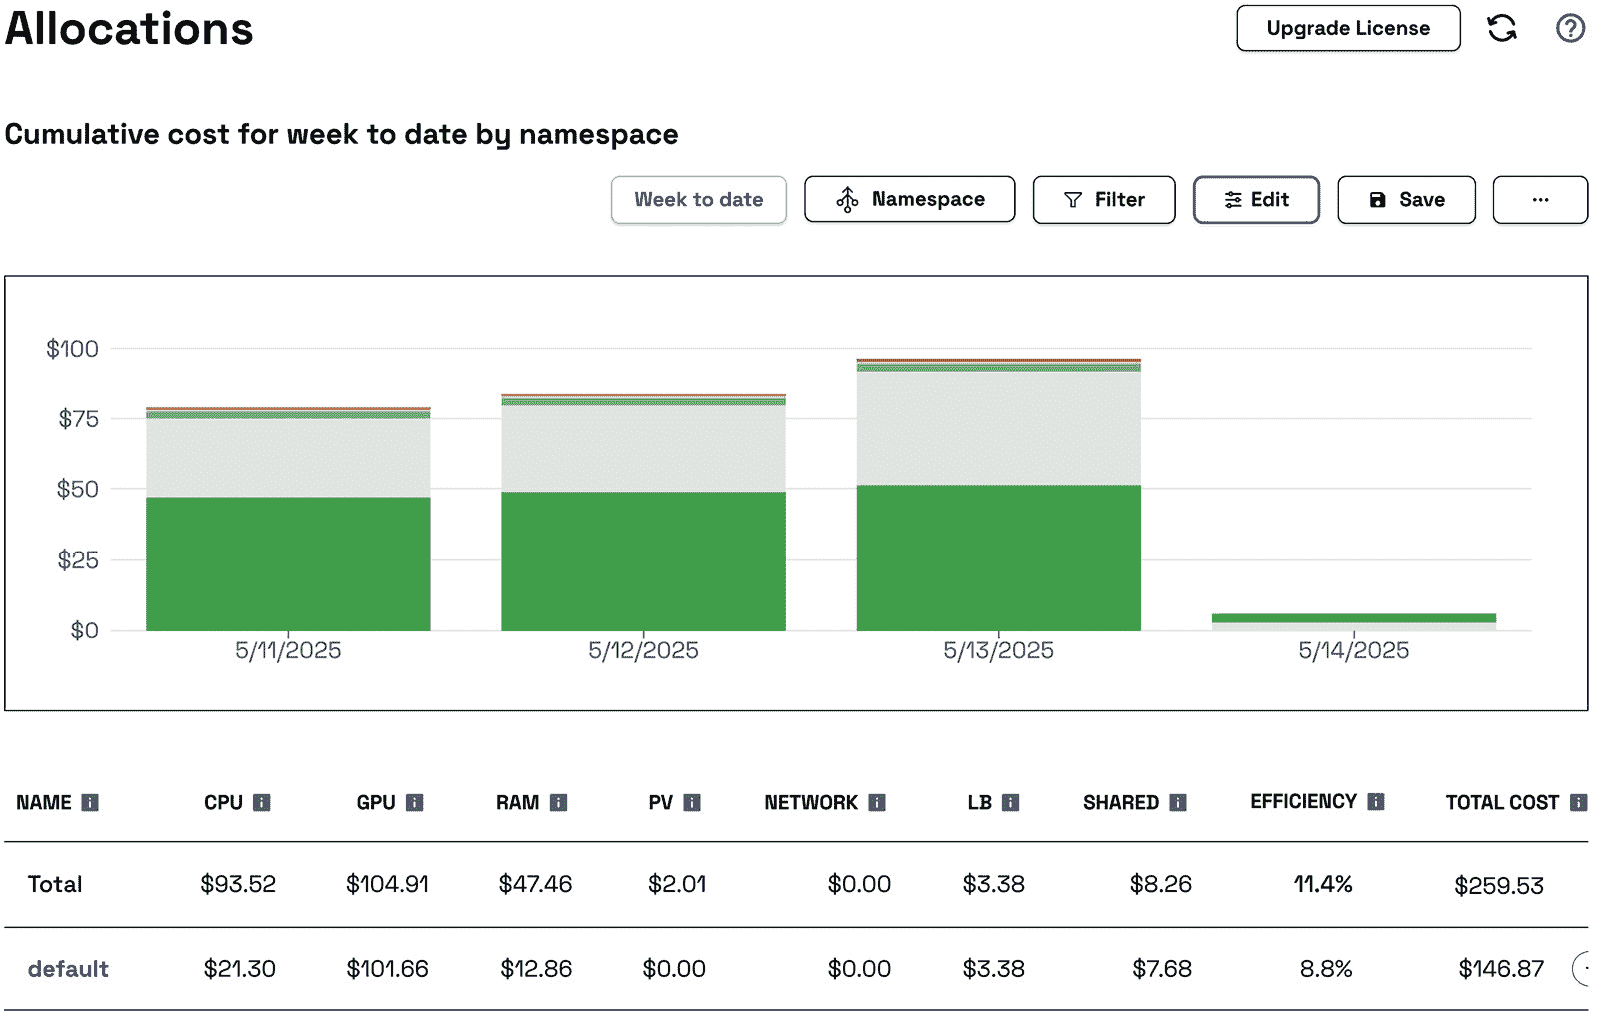 Allocations
Upgrade License
Cumulative cost for week to date by namespace
Week to date Namespace Filter Edit Save ...
$100
$75
$50
$25
$0
5/11/2025 5/12/2025 5/13/2025 5/14/2025
NAME CPU GPU RAM PV NETWORK LB SHARED EFFICIENCY TOTAL COST
Total $93.52 $104.91 $47.46 $2.01 $0.00 $3.38 $8.26 11.4% $259.53
default $21.30 $101.66 $12.86 $0.00 $0.00 $3.38 $7.68 8.8% $146.87